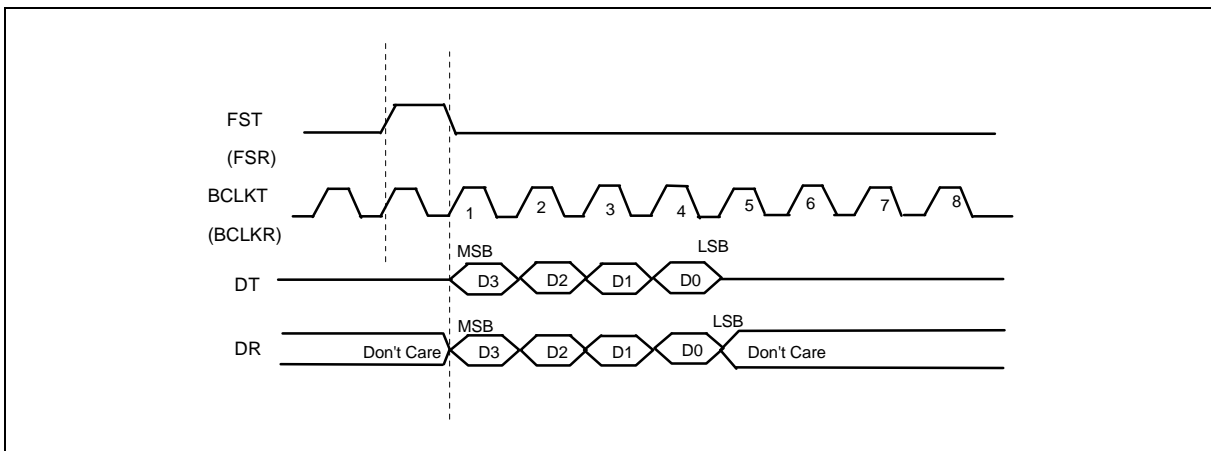 FST
(FSR)
BCLKT
(BCLKR)
1 2 3 4 5 6 7 8
MSB LSB
DT D3 D2 D1 D0
MSB LSB
DR Don't Care D3 D2 D1 D0 Don't Care